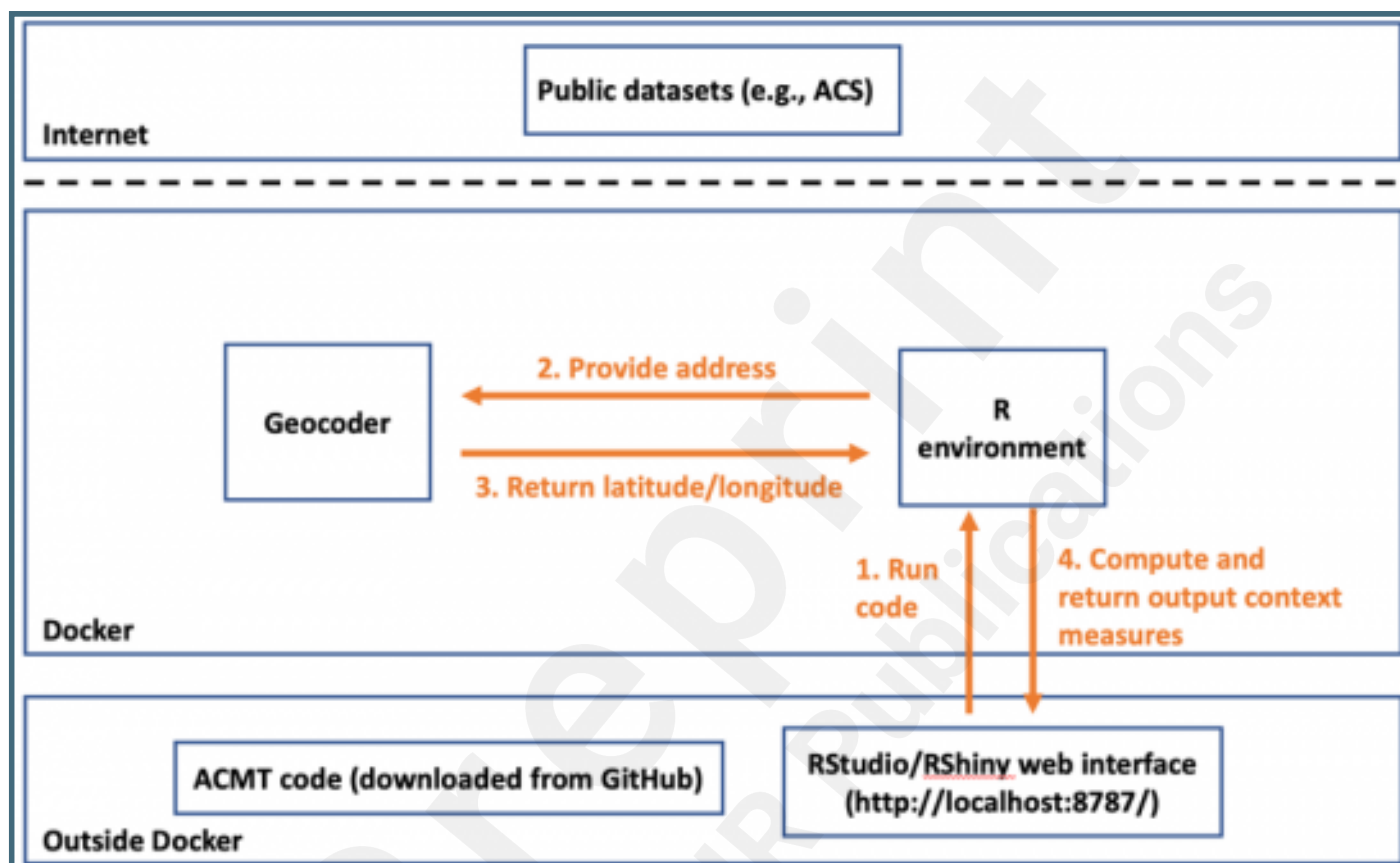 Public datasets (e.g., ACS)
Internet
2. Provide address
Geocoder
R
environment
3. Return latitude/longitude
1. Run
code
4. Compute and
return output context
measures
Docker
ACMT code (downloaded from GitHub)
RStudio/RShiny web interface
(http://localhost:8787/)
Outside Docker
reprint
R Publications